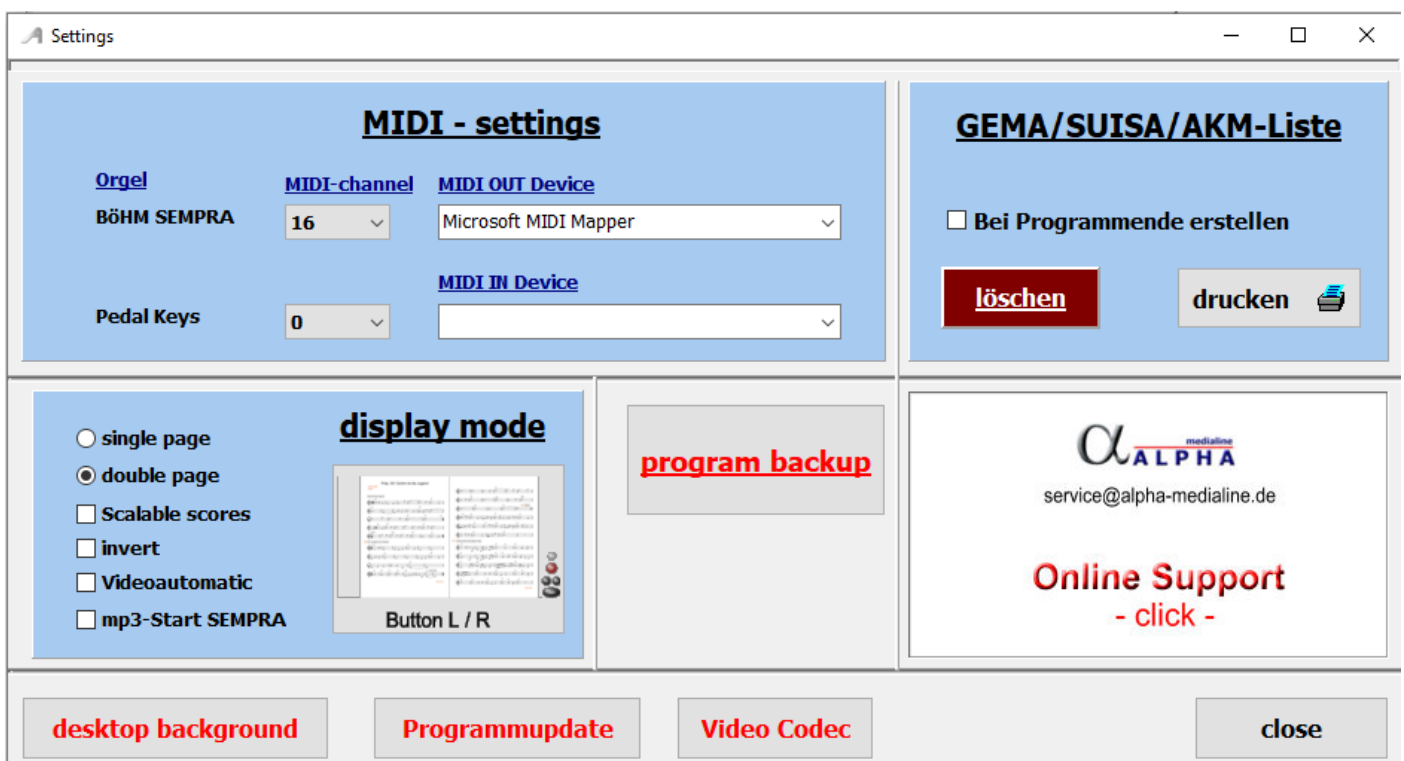 Settings
MIDI - settings
Orgel
MIDI-channel
MIDI OUT Device
BöHM SEMPRA
16
Microsoft MIDI Mapper
MIDI IN Device
Pedal Keys
0
GEMA/SUISA/AKM-Liste
Bei Programmende erstellen
löschen
drucken
display mode
single page
double page
Scalable scores
invert
Videoautomatic
mp3-Start SEMPRA
Button L / R
program backup
α medialine
ALPHA
service@alpha-medialine.de
Online Support
- click -
desktop background
Programmupdate
Video Codec
close